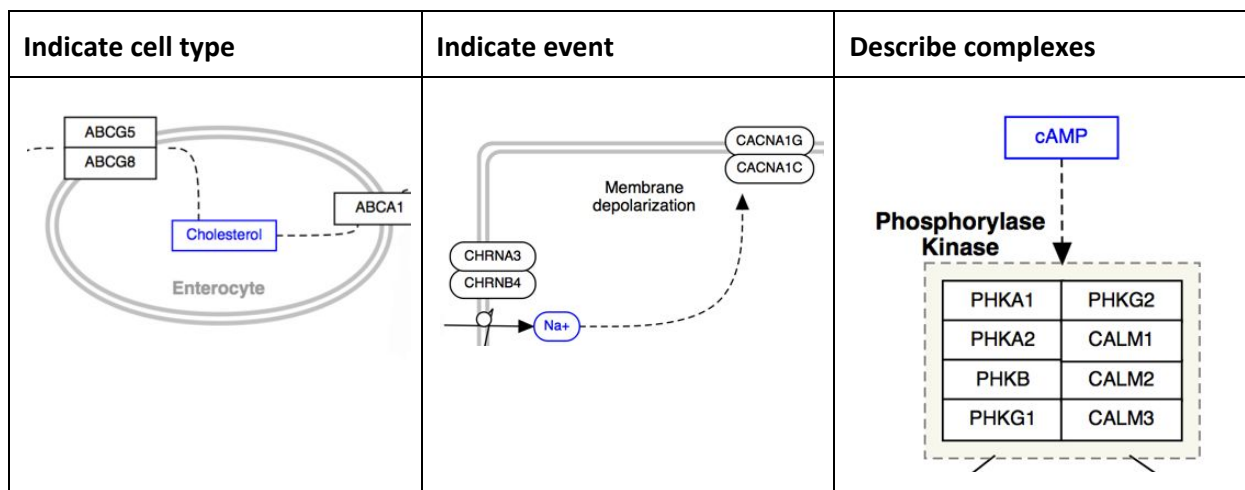 Indicate cell type
Indicate event
Describe complexes
ABCG5
ABCG8
ABCA1
Cholesterol
Enterocyte
CACNA1G
CACNA1C
Membrane
depolarization
CHRNA3
CHRNB4
Na+
cAMP
Phosphorylase
Kinase
PHKA1
PHKG2
PHKA2
CALM1
PHKB
CALM2
PHKG1
CALM3